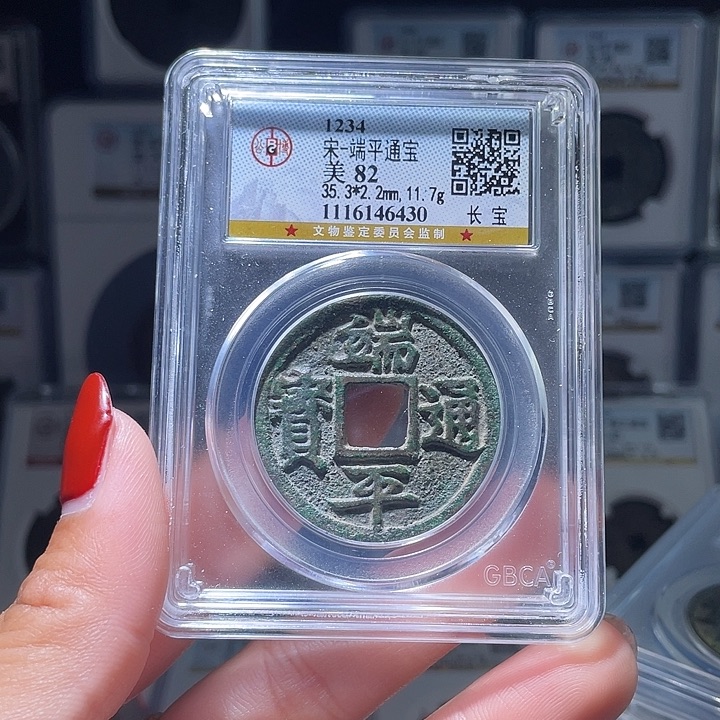 1234
宋-端平通宝
美 82
35.3*2.2mm,11.7g
1116146430 长 宝
★ 文物鉴定委员会监制 ★
端
寶 通
平
GBCA®